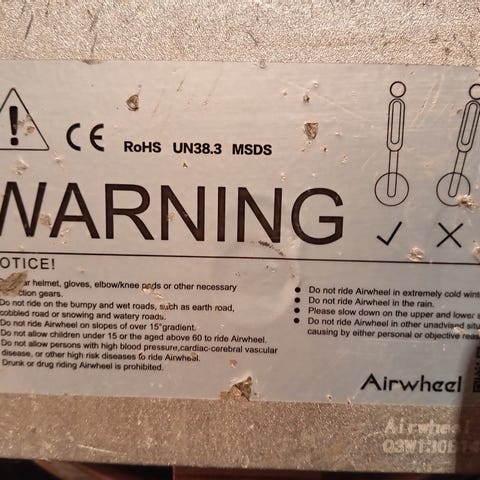 CE RoHS UN38.3 MSDS
WARNING
OTICE!
ar helmet, gloves, elbow/knee pads or other necessary
ction gears.
Do not ride on the bumpy and wet roads, such as earth road,
cobbled road or snowing and watery roads.
Do not ride Airwheel on slopes of over 15°gradient.
Do not allow children under 15 or the aged above 60 to ride Airwheel.
Do not allow persons with high blood pressure,cardiac-cerebral vascular
disease, or other high risk diseases to ride Airwheel.
Drunk or drug riding Airwheel is prohibited.
Do not ride Airwheel in extremely cold wint
Do not ride Airwheel in the rain.
Please slow down on the upper and lower s
Do not ride Airwheel in other unadvised situ
causing by either personal or objective reas
Airwheel
Airwheel